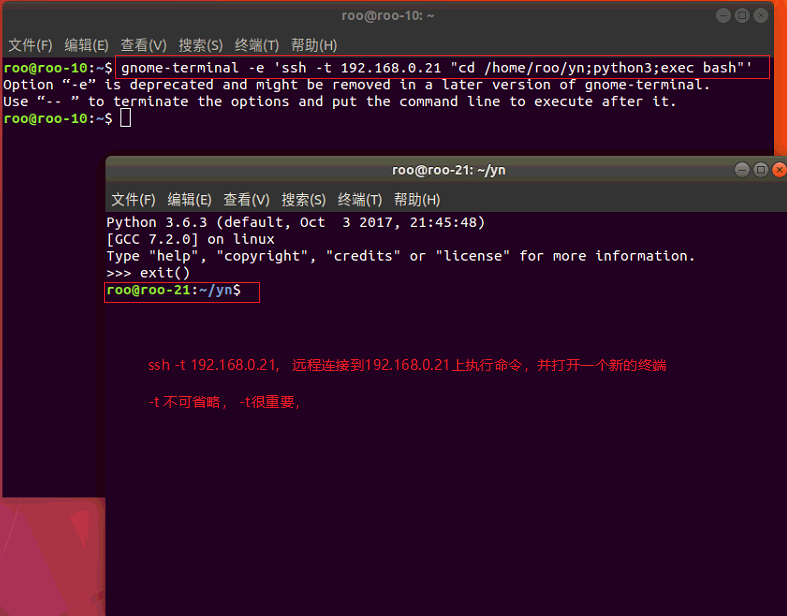 roo@roo-10: ~
文件(F) 编辑(E) 查看(V) 搜索(S) 终端(T) 帮助(H)
roo@roo-10:~$ gnome-terminal -e 'ssh -t 192.168.0.21 "cd /home/roo/yn;python3;exec bash"'
Option “-e” is deprecated and might be removed in a later version of gnome-terminal.
Use “-- ” to terminate the options and put the command line to execute after it.
roo@roo-10:~$
roo@roo-21: ~/yn
文件(F) 编辑(E) 查看(V) 搜索(S) 终端(T) 帮助(H)
Python 3.6.3 (default, Oct  3 2017, 21:45:48)
[GCC 7.2.0] on linux
Type "help", "copyright", "credits" or "license" for more information.
>>> exit()
roo@roo-21:~/yn$
ssh -t 192.168.0.21, 远程连接到192.168.0.21上执行命令，并打开一个新的终端
-t 不可省略， -t很重要，